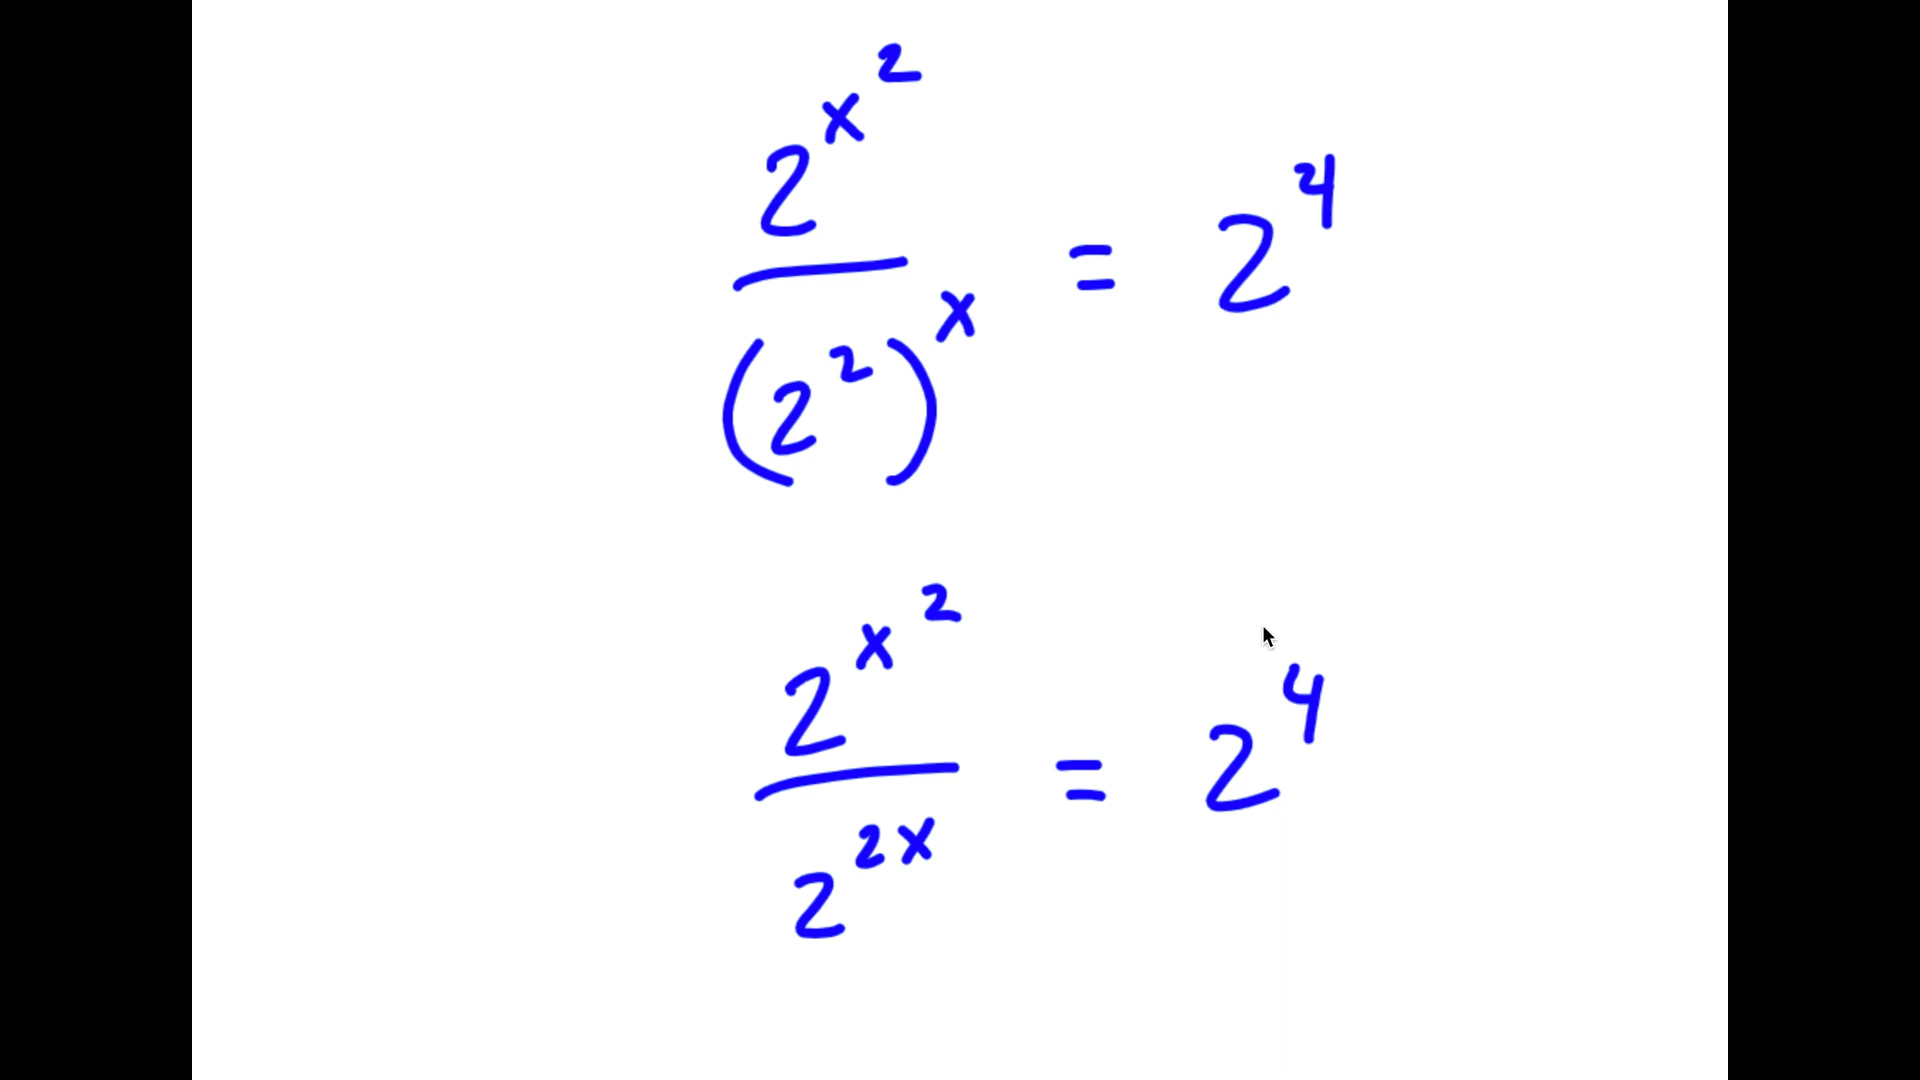 2^{x^2} / (2^2)^x = 2^4
2^{x^2} / 2^{2x} = 2^4